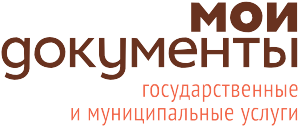 мои
документы
государственные
и муниципальные услуги